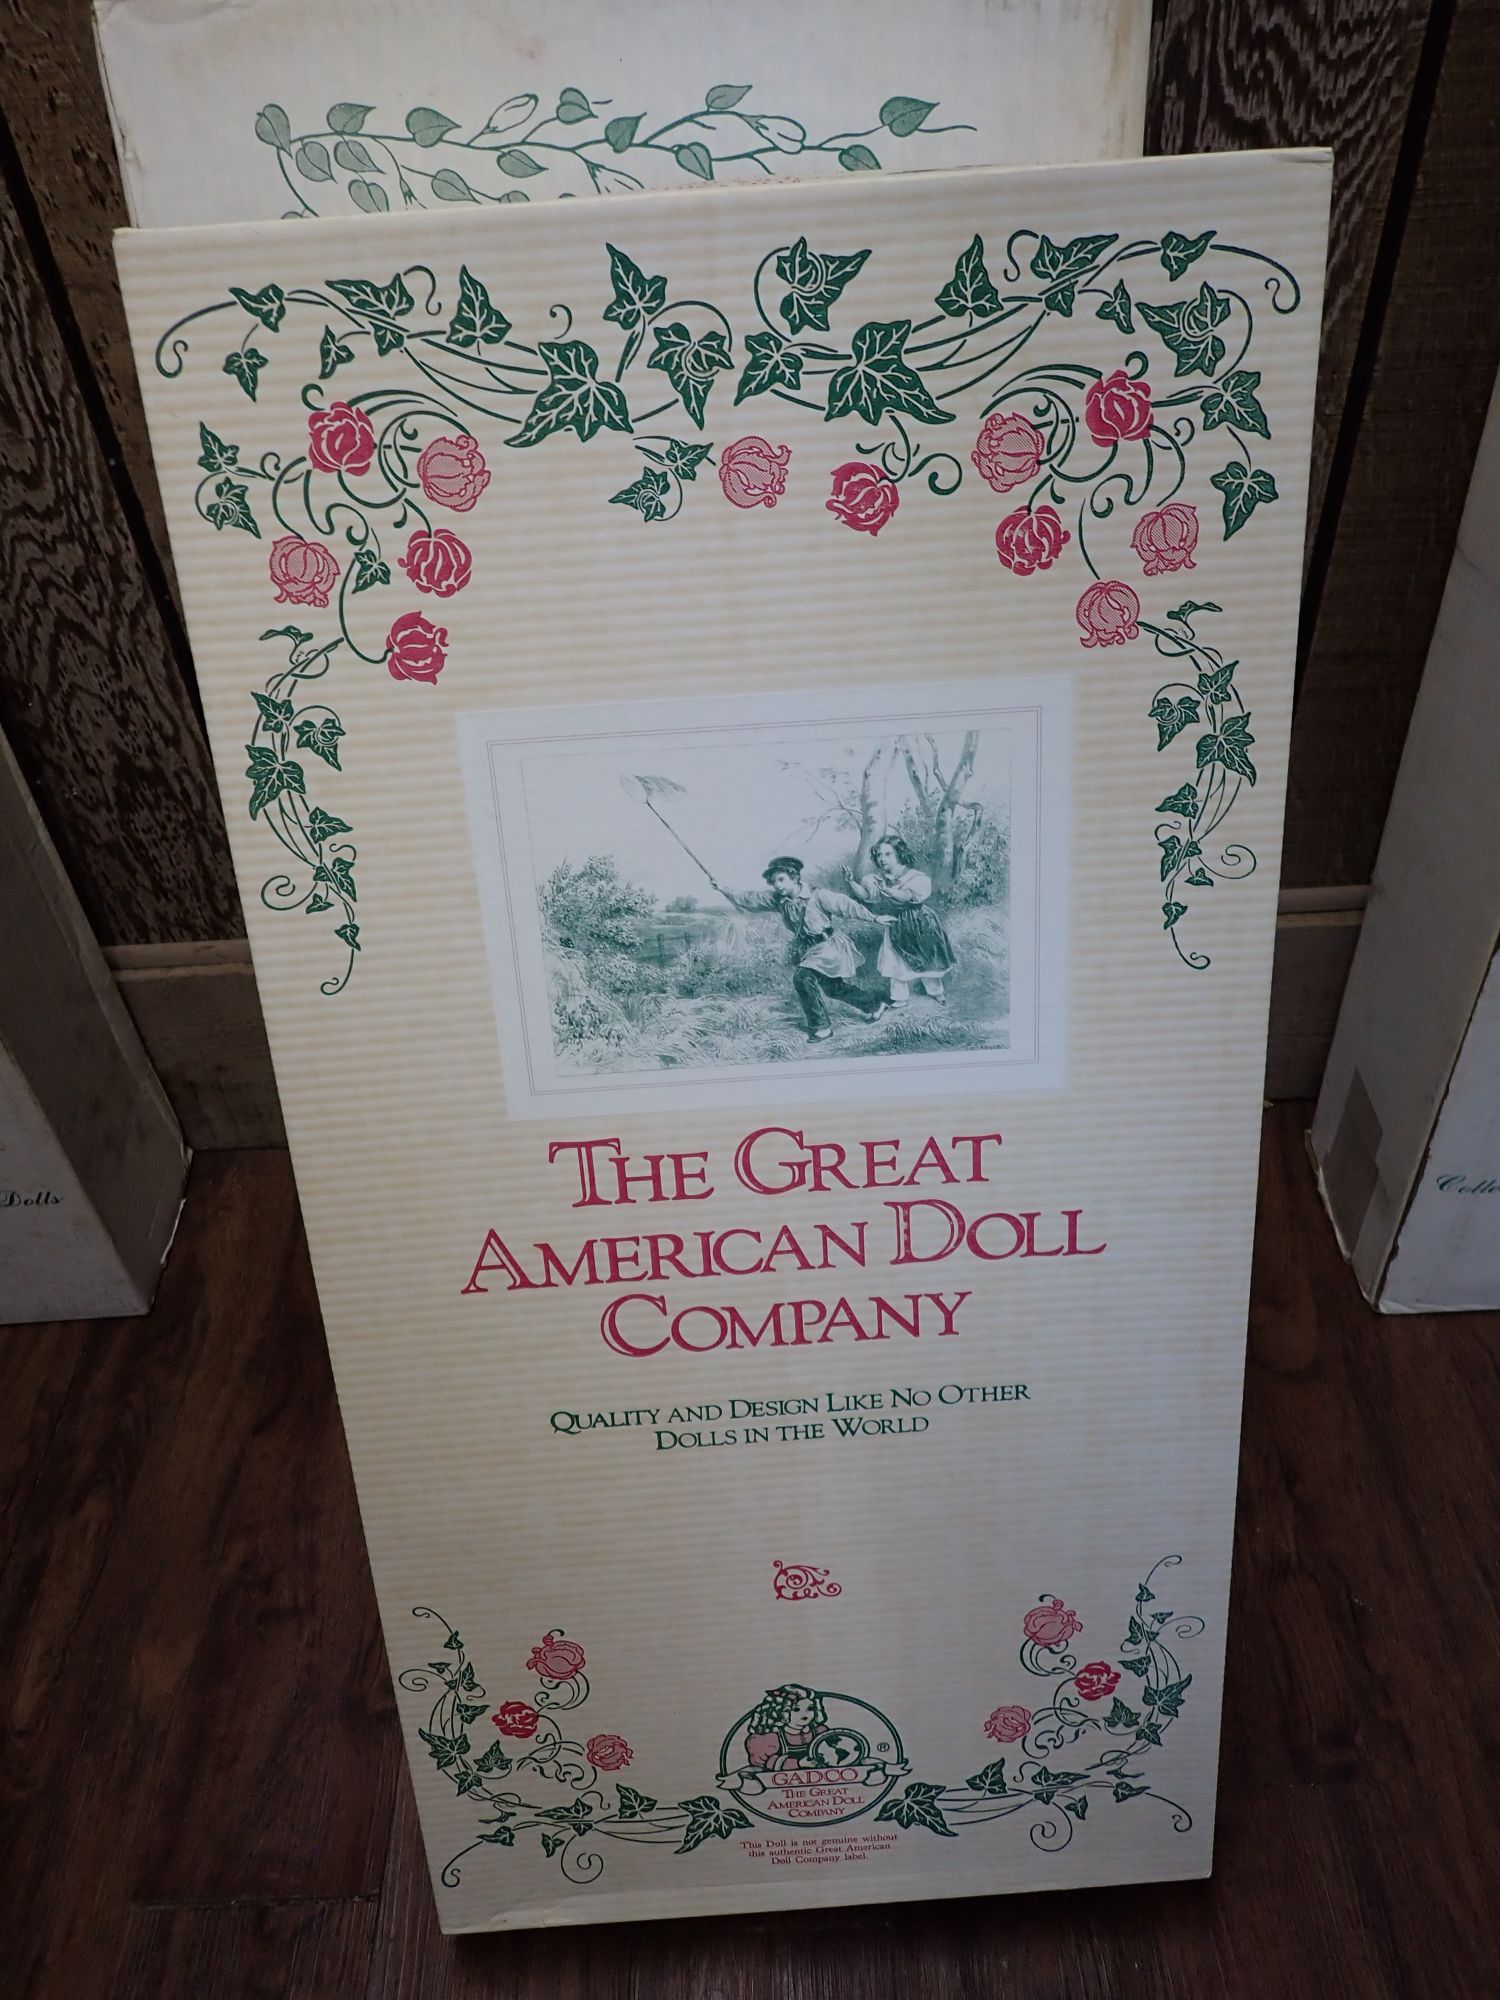 THE GREAT
AMERICAN DOLL
COMPANY
QUALITY AND DESIGN LIKE NO OTHER
DOLLS IN THE WORLD
®
GADCO
THE GREAT
AMERICAN DOLL
COMPANY
This Doll is not genuine without
this authentic Great American
Doll Company label.
Dolls